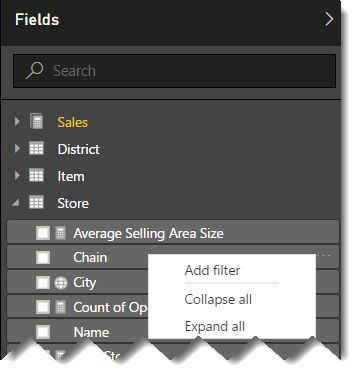 Fields
Search
Sales
District
Item
Store
Average Selling Area Size
Chain
Add filter
City
Collapse all
Count of Op
Expand all
Name